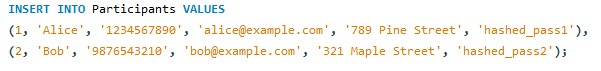 INSERT INTO Participants VALUES
(1, 'Alice', '1234567890', 'alice@example.com', '789 Pine Street', 'hashed_pass1'),
(2, 'Bob', '9876543210', 'bob@example.com', '321 Maple Street', 'hashed_pass2');